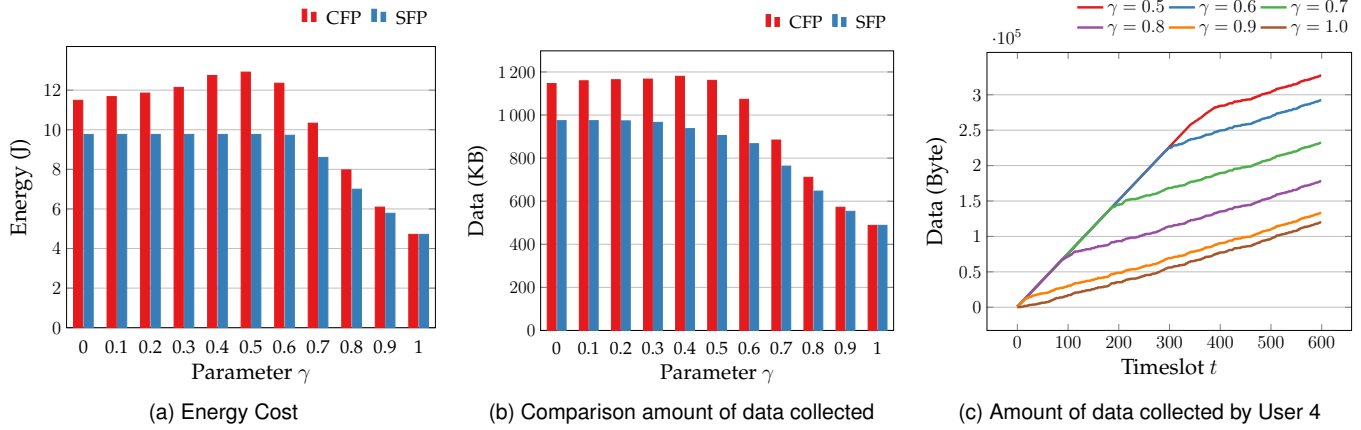 CFP SFP
Energy (J)
12
10
8
6
4
2
0
0 0.1 0.2 0.3 0.4 0.5 0.6 0.7 0.8 0.9 1
Parameter γ
(a) Energy Cost
CFP SFP
Data (KB)
1 200
1 000
800
600
400
200
0
0 0.1 0.2 0.3 0.4 0.5 0.6 0.7 0.8 0.9 1
Parameter γ
(b) Comparison amount of data collected
γ = 0.5 γ = 0.6 γ = 0.7
γ = 0.8 γ = 0.9 γ = 1.0
·10⁵
Data (Byte)
3
2.5
2
1.5
1
0.5
0
0 100 200 300 400 500 600
Timeslot t
(c) Amount of data collected by User 4